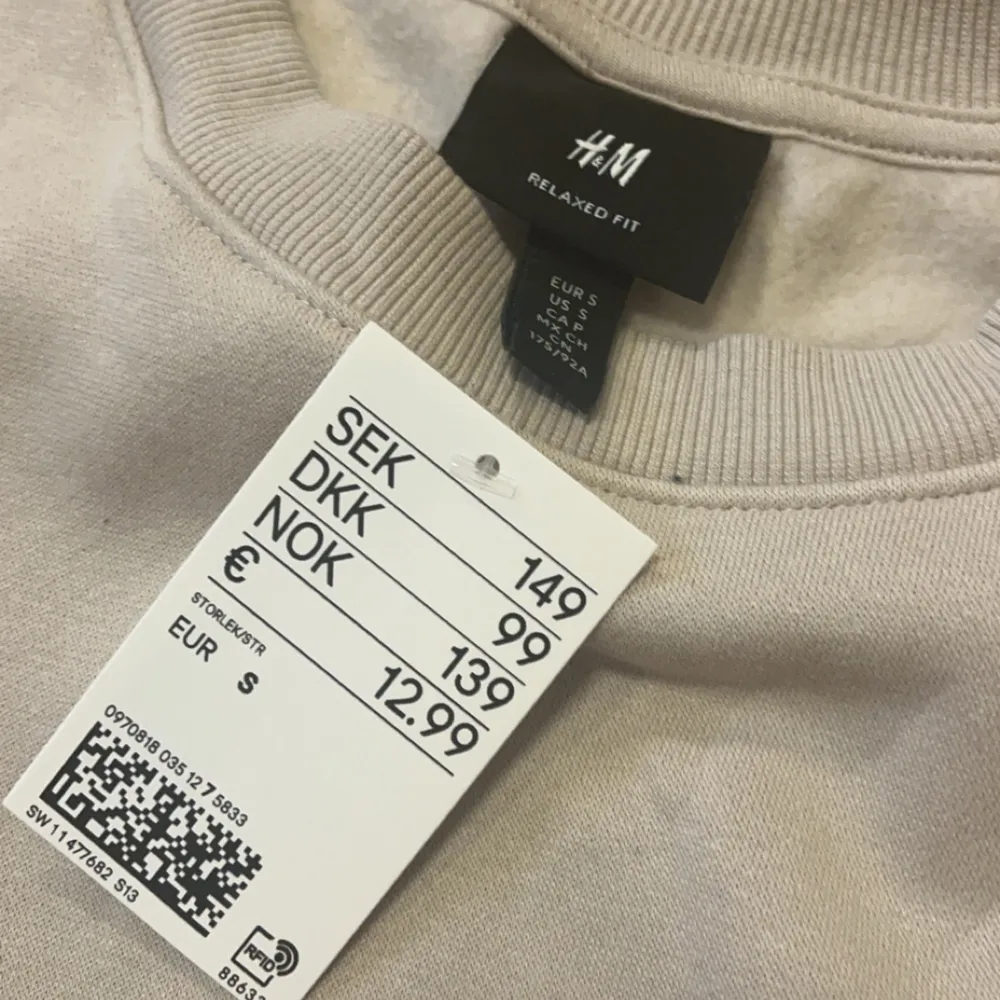 H&M
RELAXED FIT
EUR S
US S
CA P
MX CH
CN
175/92A
SEK 149
DKK 99
NOK 139
€ 12.99
STORLEK/STR
EUR S
0970818 035 12 7 5833
SW 11477682 S13
RFID